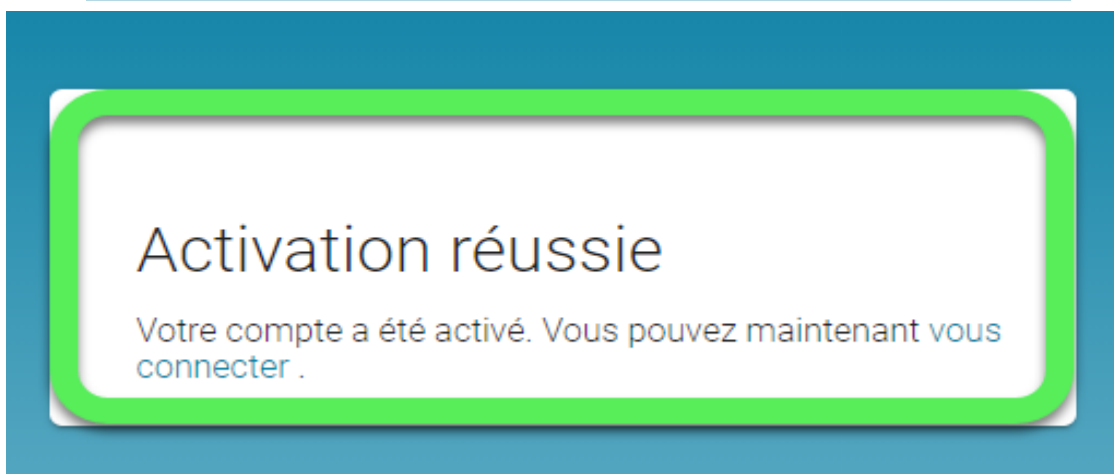 Activation réussie
Votre compte a été activé. Vous pouvez maintenant vous
connecter .